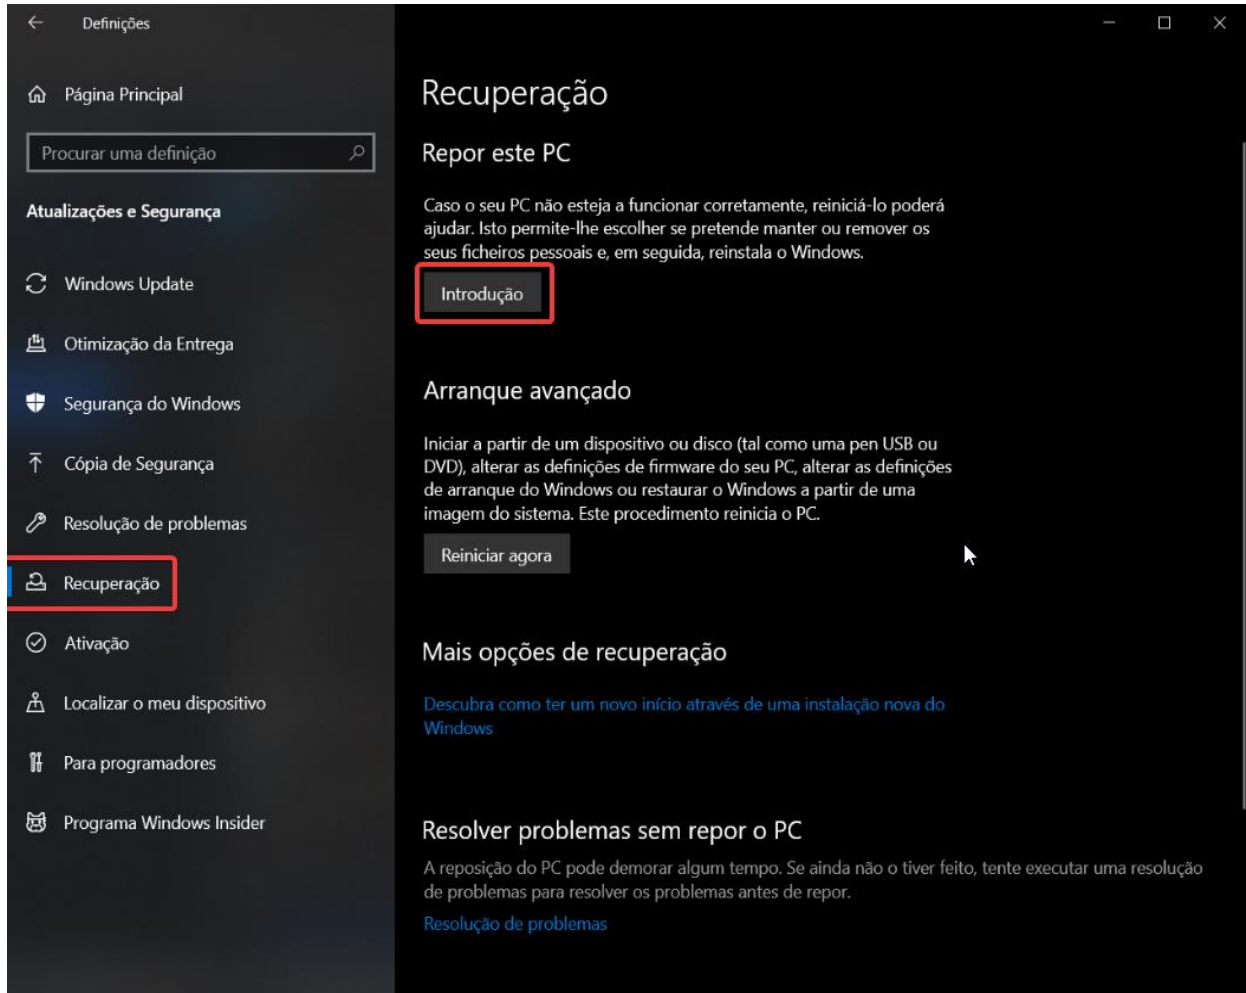 Definições
Página Principal
Procurar uma definição
Atualizações e Segurança
Windows Update
Otimização da Entrega
Segurança do Windows
Cópia de Segurança
Resolução de problemas
Recuperação
Ativação
Localizar o meu dispositivo
Para programadores
Programa Windows Insider
Recuperação
Repor este PC
Caso o seu PC não esteja a funcionar corretamente, reiniciá-lo poderá
ajudar. Isto permite-lhe escolher se pretende manter ou remover os
seus ficheiros pessoais e, em seguida, reinstala o Windows.
Introdução
Arranque avançado
Iniciar a partir de um dispositivo ou disco (tal como uma pen USB ou
DVD), alterar as definições de firmware do seu PC, alterar as definições
de arranque do Windows ou restaurar o Windows a partir de uma
imagem do sistema. Este procedimento reinicia o PC.
Reiniciar agora
Mais opções de recuperação
Descubra como ter um novo início através de uma instalação nova do
Windows
Resolver problemas sem repor o PC
A reposição do PC pode demorar algum tempo. Se ainda não o tiver feito, tente executar uma resolução
de problemas para resolver os problemas antes de repor.
Resolução de problemas